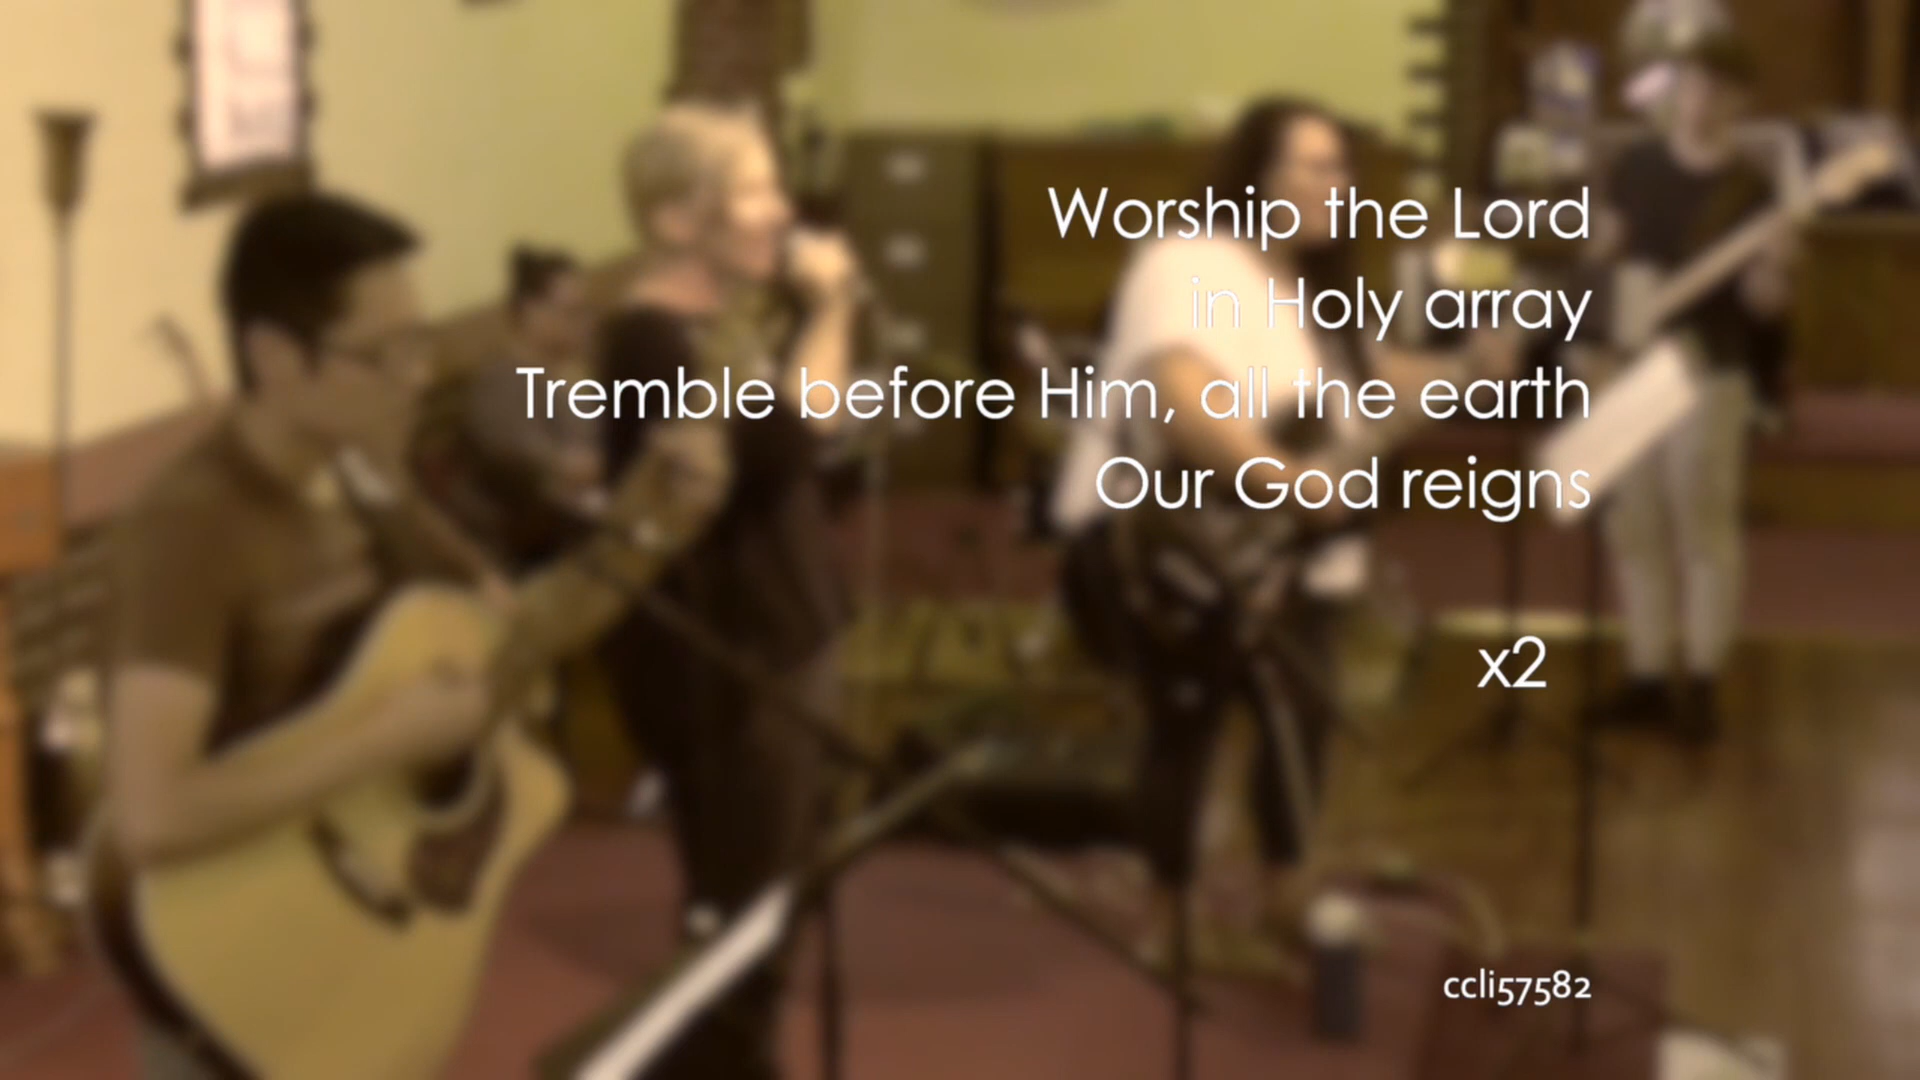 Worship the Lord
in Holy array
Tremble before Him, all the earth
Our God reigns
x2
ccli57582